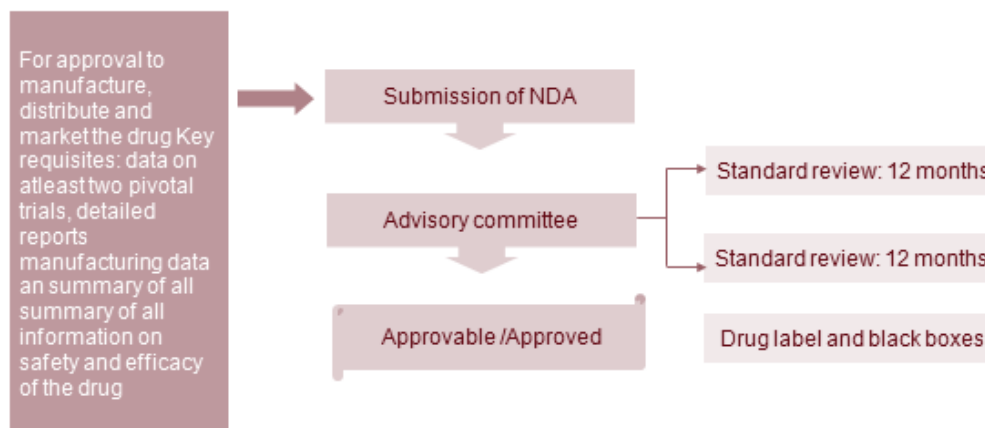 For approval to
manufacture,
distribute and
market the drug Key
requisites: data on
atleast two pivotal
trials, detailed
reports
manufacturing data
an summary of all
summary of all
information on
safety and efficacy
of the drug
Submission of NDA
Advisory committee
Approvable /Approved
Standard review: 12 months
Standard review: 12 months
Drug label and black boxes